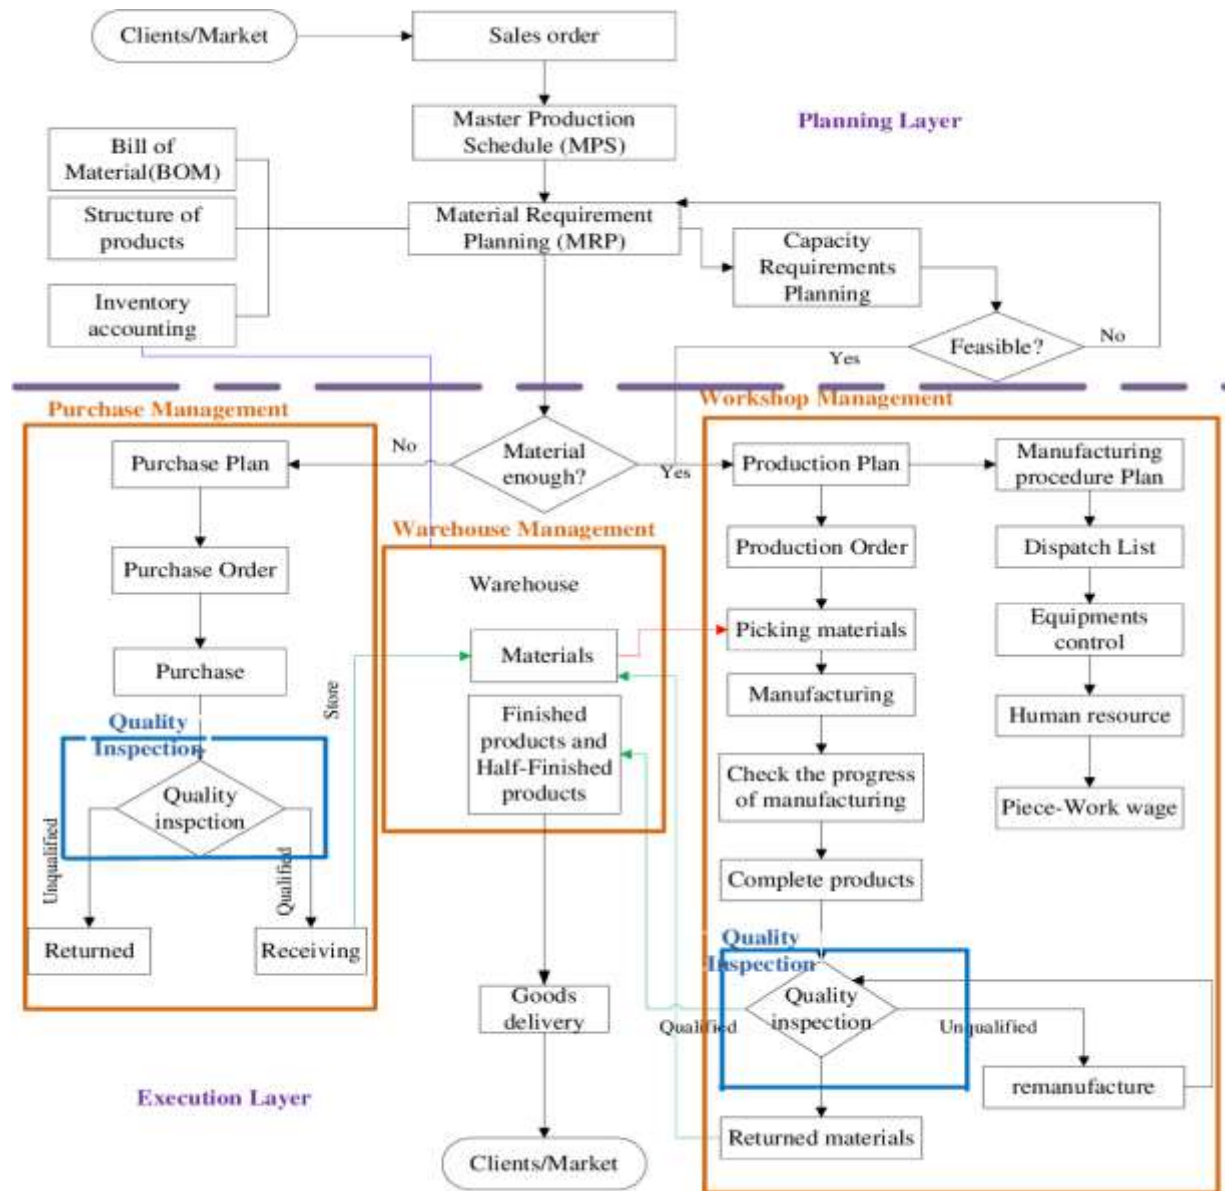 Clients/Market
Sales order
Master Production
Schedule (MPS)
Planning Layer
Bill of
Material(BOM)
Structure of
products
Inventory
accounting
Material Requirement
Planning (MRP)
Capacity
Requirements
Planning
Feasible?
No
Yes
Purchase Management
Workshop Management
Purchase Plan
No
Material
enough?
Yes
Production Plan
Manufacturing
procedure Plan
Purchase Order
Warehouse Management
Production Order
Dispatch List
Warehouse
Purchase
Store
Materials
Picking materials
Equipments
control
Manufacturing
Human resource
Quality
Inspection
Quality
inspction
Finished
products and
Half-Finished
products
Check the progress
of manufacturing
Piece-Work wage
Unqualified
Qualified
Complete products
Returned
Receiving
Quality
Inspection
Goods
delivery
Qualified
Quality
inspection
Unqualified
remanufacture
Execution Layer
Returned materials
Clients/Market